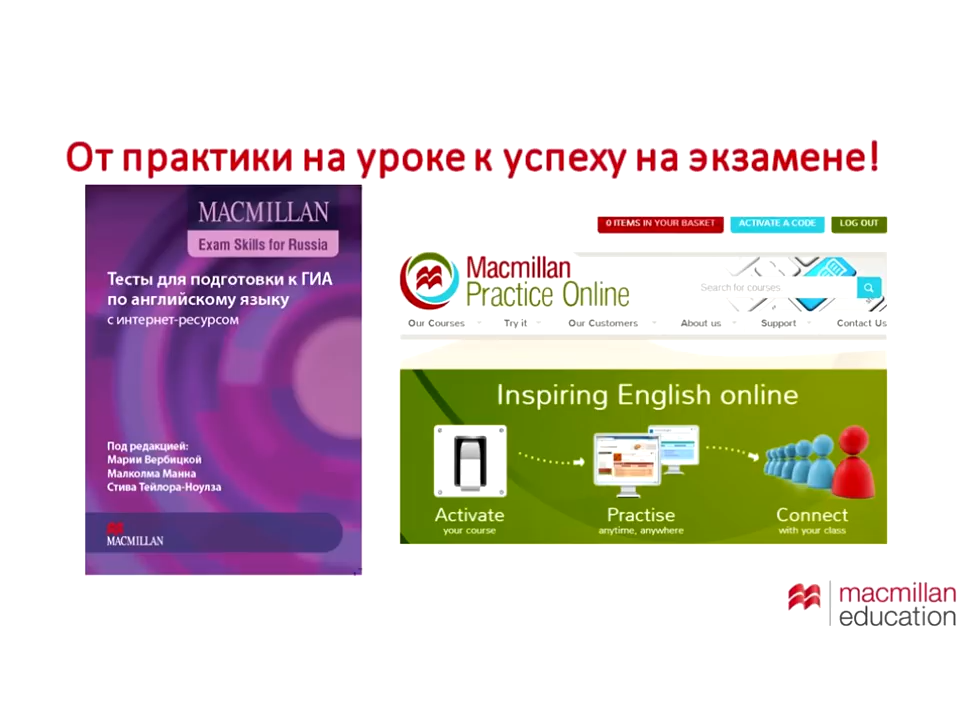 От практики на уроке к успеху на экзамене!
MACMILLAN
Exam Skills for Russia
Тесты для подготовки к ГИА
по английскому языку
с интернет-ресурсом
Под редакцией:
Марии Вербицкой
Малколма Манна
Стива Тейлора-Ноулза
MACMILLAN
0 ITEMS IN YOUR BASKET ACTIVATE A CODE LOG OUT
Macmillan
Practice Online
Search for courses
Our Courses Try it Our Customers About us Support Contact Us
Inspiring English online
Activate Practise Connect
your course anytime, anywhere with your class
macmillan
education